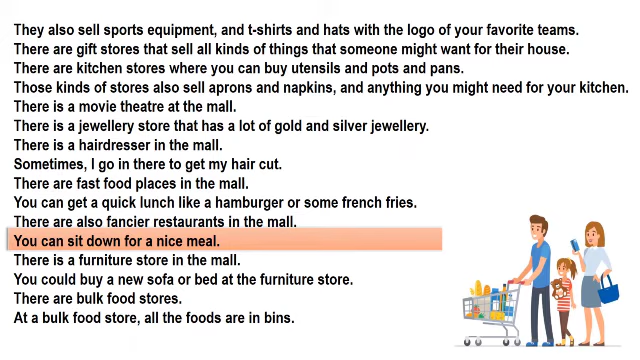 They also sell sports equipment, and t-shirts and hats with the logo of your favorite teams.
There are gift stores that sell all kinds of things that someone might want for their house.
There are kitchen stores where you can buy utensils and pots and pans.
Those kinds of stores also sell aprons and napkins, and anything you might need for your kitchen.
There is a movie theatre at the mall.
There is a jewellery store that has a lot of gold and silver jewellery.
There is a hairdresser in the mall.
Sometimes, I go in there to get my hair cut.
There are fast food places in the mall.
You can get a quick lunch like a hamburger or some french fries.
There are also fancier restaurants in the mall.
You can sit down for a nice meal.
There is a furniture store in the mall.
You could buy a new sofa or bed at the furniture store.
There are bulk food stores.
At a bulk food store, all the foods are in bins.